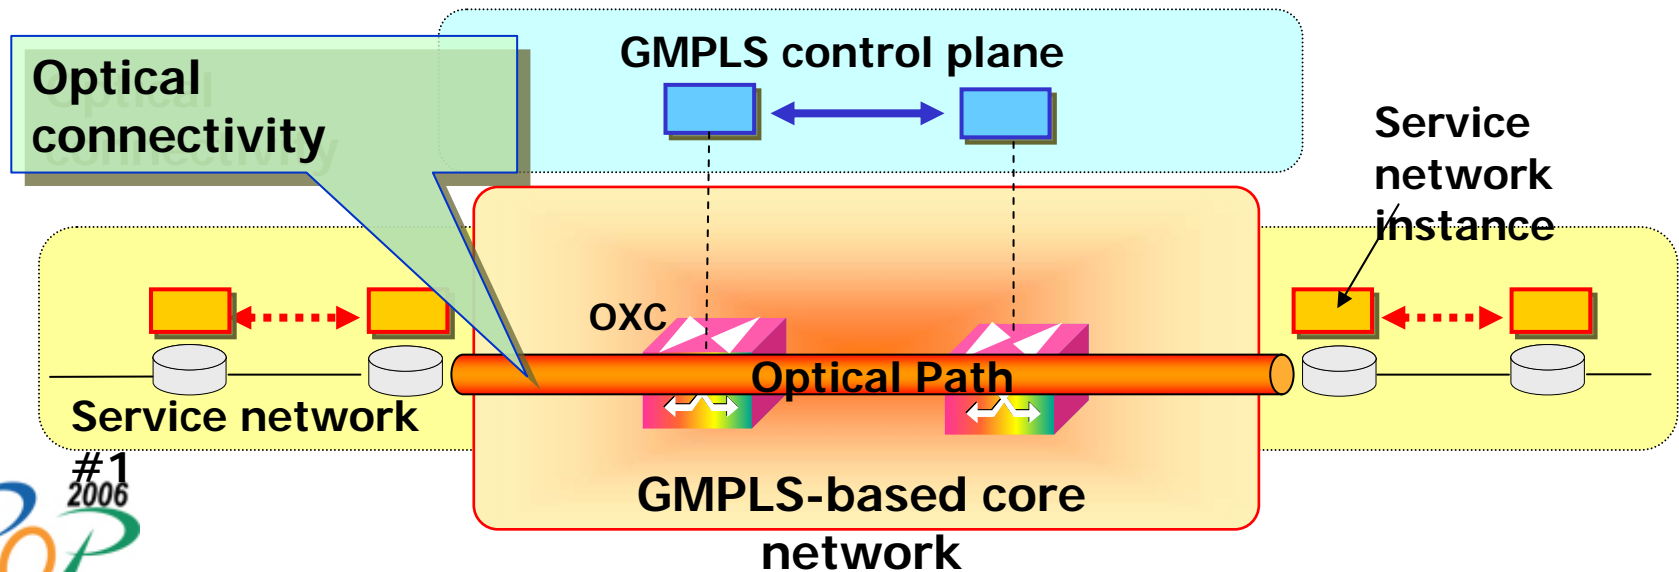 GMPLS control plane
Optical
connectivity
Service
network
instance
OXC
Optical Path
Service network
#1
2006
GMPLS-based core
network